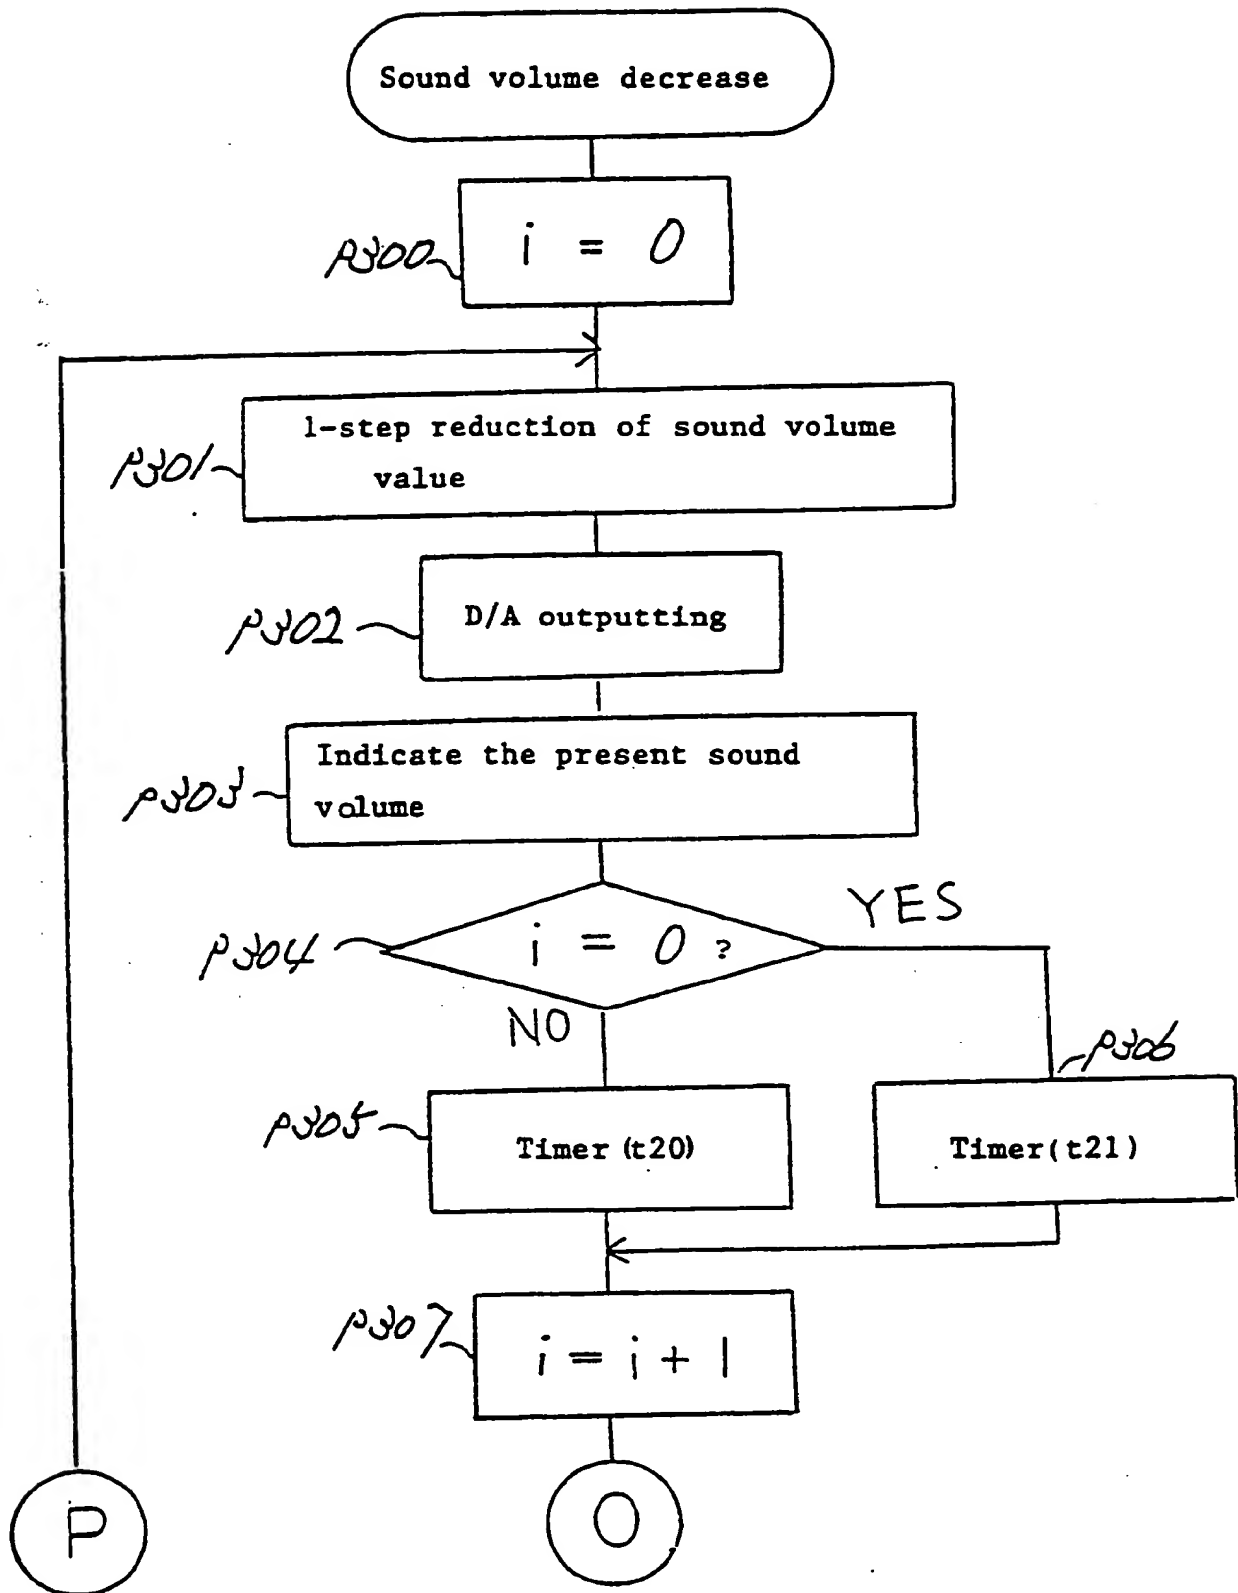 Sound volume decrease
i = 0
P300
1-step reduction of sound volume
value
P301
D/A outputting
P302
Indicate the present sound
volume
P303
i = 0 ?
YES
P304
NO
P306
P305
Timer (t20)
Timer(t21)
P307
i = i + 1
P
O